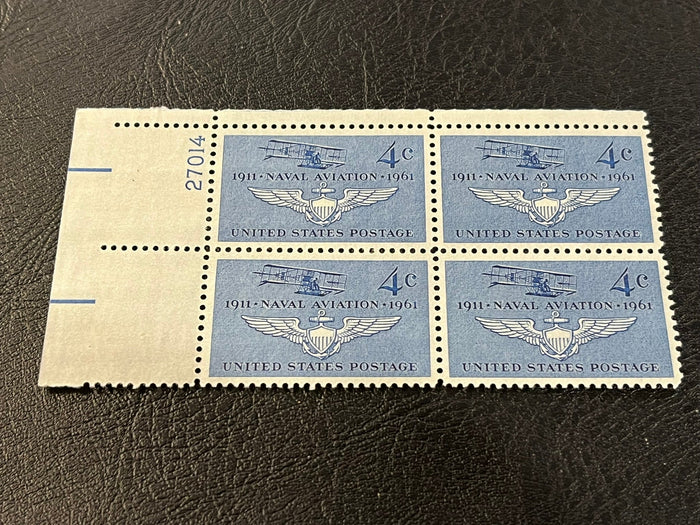 27014
4c
1911 • NAVAL AVIATION • 1961
UNITED STATES POSTAGE
4c
1911 • NAVAL AVIATION • 1961
UNITED STATES POSTAGE
4c
1911 • NAVAL AVIATION • 1961
UNITED STATES POSTAGE
4c
1911 • NAVAL AVIATION • 1961
UNITED STATES POSTAGE